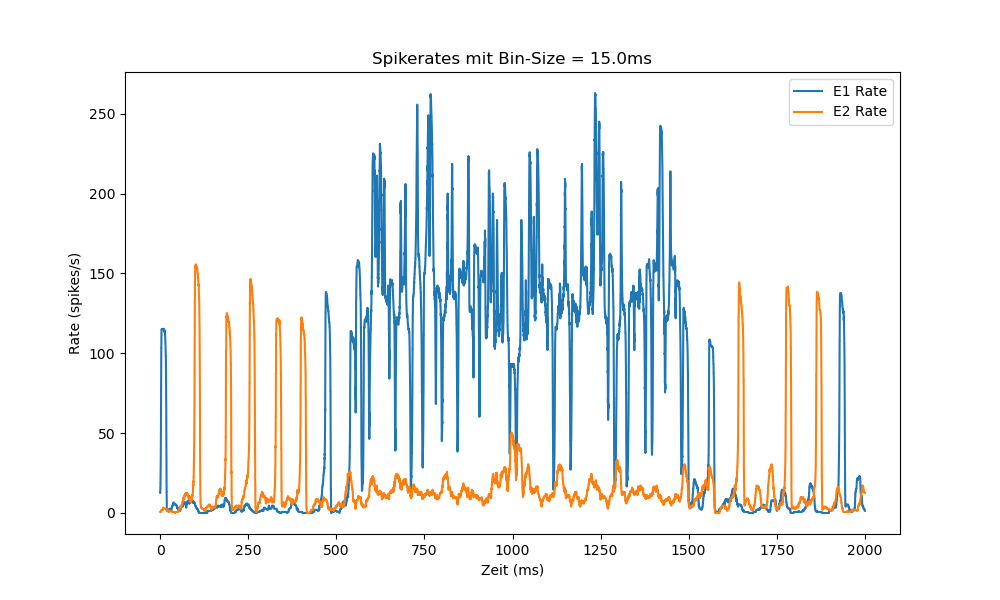 Spikerates mit Bin-Size = 15.0ms
E1 Rate
E2 Rate
Rate (spikes/s)
250
200
150
100
50
0
0 250 500 750 1000 1250 1500 1750 2000
Zeit (ms)